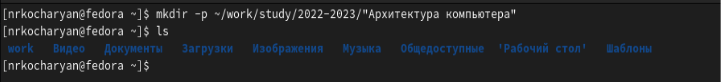 [nrkocharyan@fedora ~]$ mkdir -p ~/work/study/2022-2023/"Архитектура компьютера"
[nrkocharyan@fedora ~]$ ls
work Видео Документы Загрузки Изображения Музыка Общедоступные 'Рабочий стол' Шаблоны
[nrkocharyan@fedora ~]$